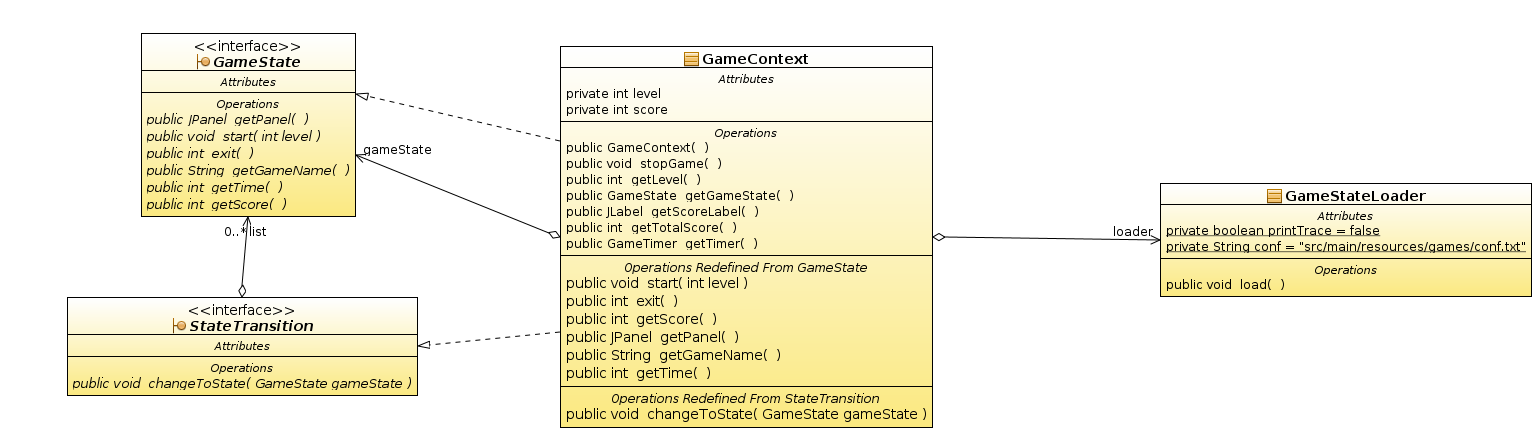 <<interface>>
GameState
Attributes
Operations
public JPanel getPanel( )
public void start( int level )
public int exit( )
public String getGameName( )
public int getTime( )
public int getScore( )
gameState
0..* list
<<interface>>
StateTransition
Attributes
Operations
public void changeToState( GameState gameState )
GameContext
Attributes
private int level
private int score
Operations
public GameContext( )
public void stopGame( )
public int getLevel( )
public GameState getGameState( )
public JLabel getScoreLabel( )
public int getTotalScore( )
public GameTimer getTimer( )
Operations Redefined From GameState
public void start( int level )
public int exit( )
public int getScore( )
public JPanel getPanel( )
public String getGameName( )
public int getTime( )
Operations Redefined From StateTransition
public void changeToState( GameState gameState )
loader
GameStateLoader
Attributes
private boolean printTrace = false
private String conf = "src/main/resources/games/conf.txt"
Operations
public void load( )